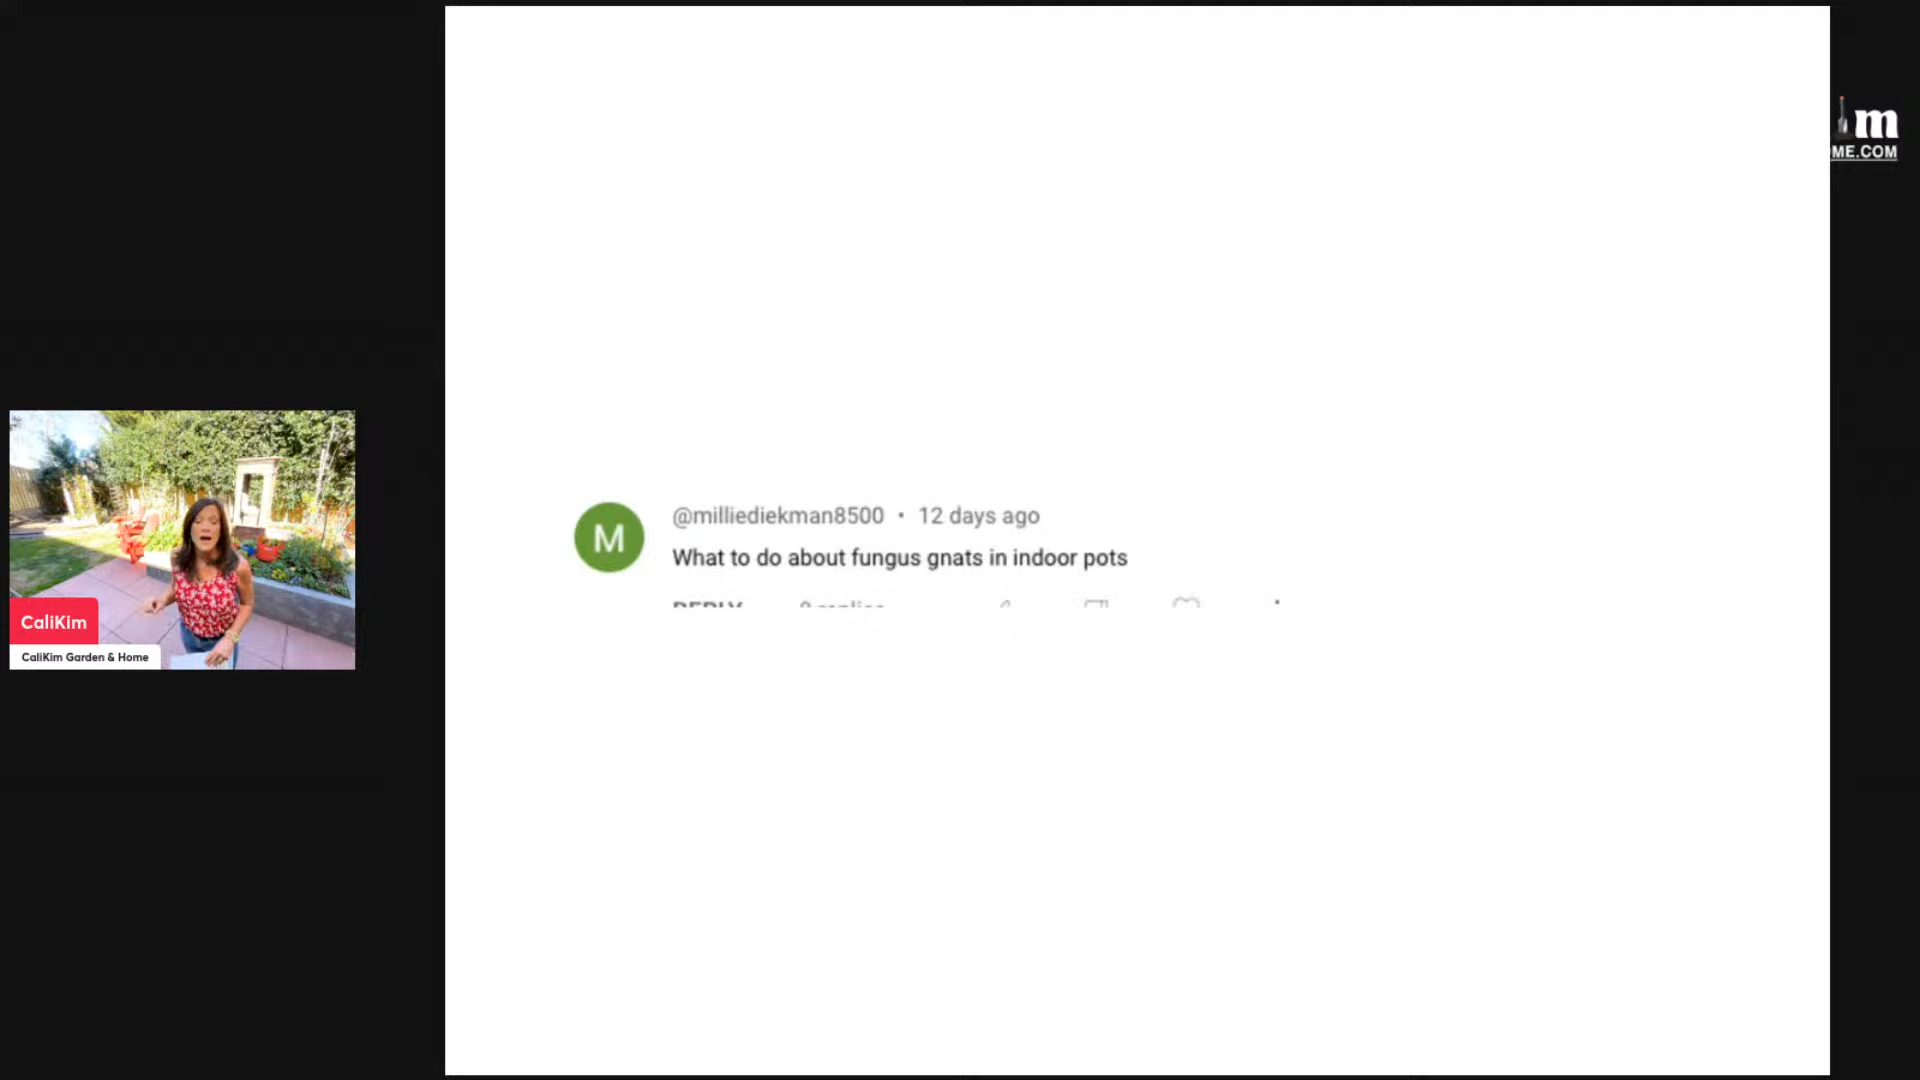 m
ME.COM
@milliediekman8500 • 12 days ago
What to do about fungus gnats in indoor pots
REPLY
CaliKim
CaliKim Garden & Home